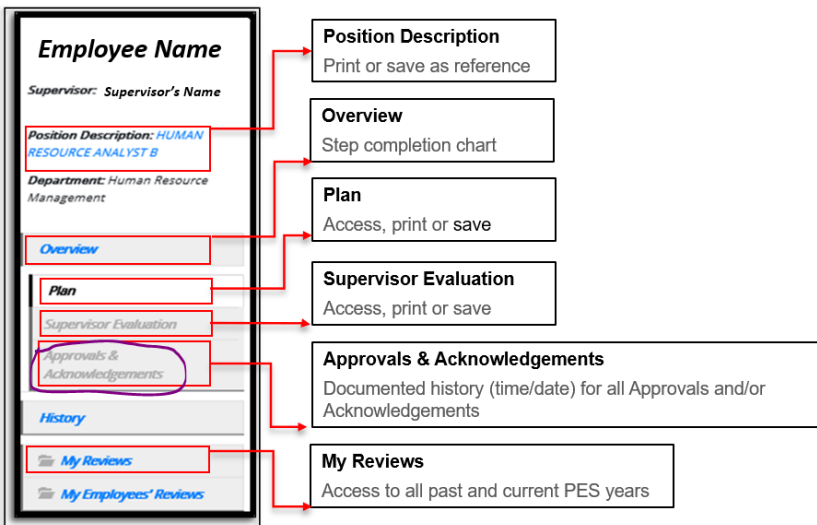 Employee Name
Supervisor: Supervisor's Name
Position Description: HUMAN
RESOURCE ANALYST B
Department: Human Resource
Management
Overview
Plan
Supervisor Evaluation
Approvals &
Acknowledgements
History
My Reviews
My Employees' Reviews
Position Description
Print or save as reference
Overview
Step completion chart
Plan
Access, print or save
Supervisor Evaluation
Access, print or save
Approvals & Acknowledgements
Documented history (time/date) for all Approvals and/or
Acknowledgements
My Reviews
Access to all past and current PES years